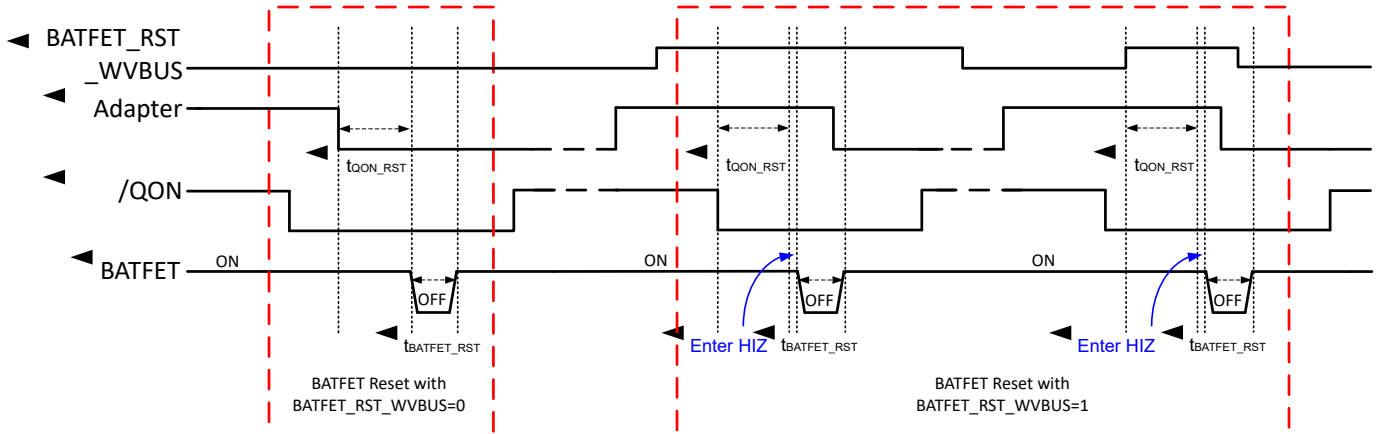 BATFET_RST
_WVBUS
Adapter
tQON_RST
tQON_RST
tQON_RST
/QON
BATFET
ON
ON
ON
OFF
OFF
OFF
tBATFET_RST
Enter HIZ
tBATFET_RST
Enter HIZ
tBATFET_RST
BATFET Reset with
BATFET_RST_WVBUS=0
BATFET Reset with
BATFET_RST_WVBUS=1